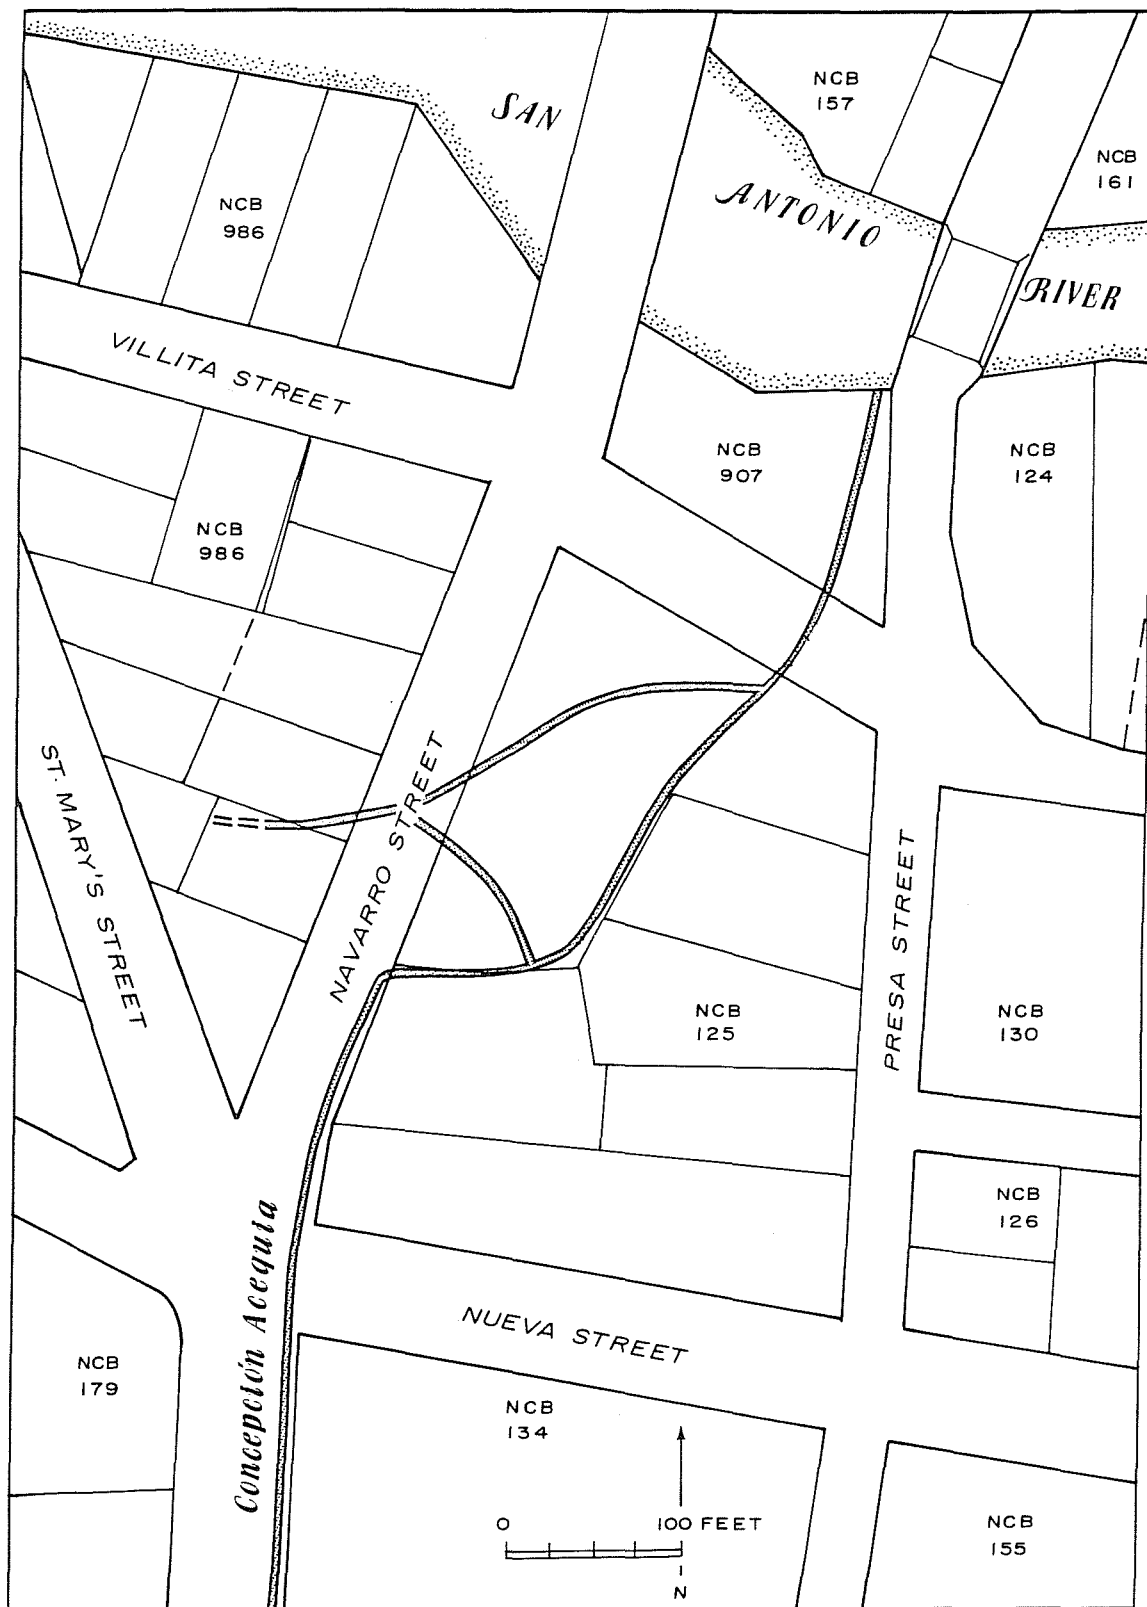 SAN
ANTONIO
RIVER
NCB
157
NCB
161
NCB
986
VILLITA STREET
NCB
907
NCB
124
NCB
986
ST. MARY'S STREET
NAVARRO STREET
PRESA STREET
NCB
125
NCB
130
NCB
126
Concepción Acequia
NUEVA STREET
NCB
179
NCB
134
0 100 FEET
N
NCB
155